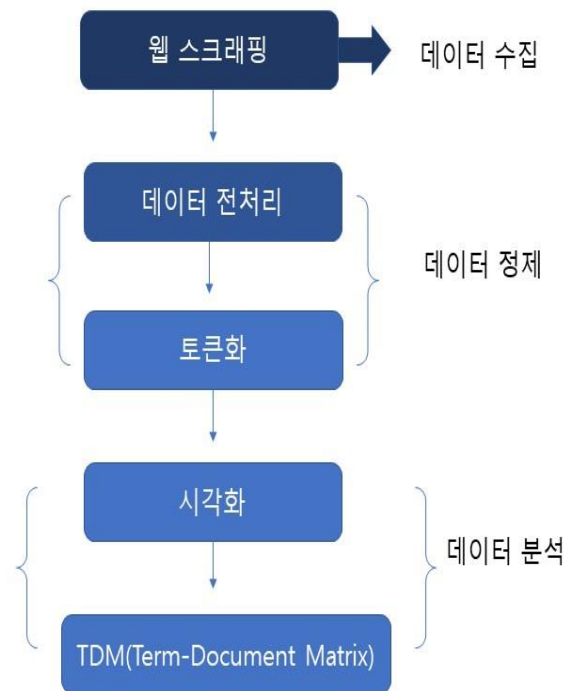 웹 스크래핑
데이터 수집
데이터 전처리
데이터 정제
토큰화
시각화
데이터 분석
TDM(Term-Document Matrix)